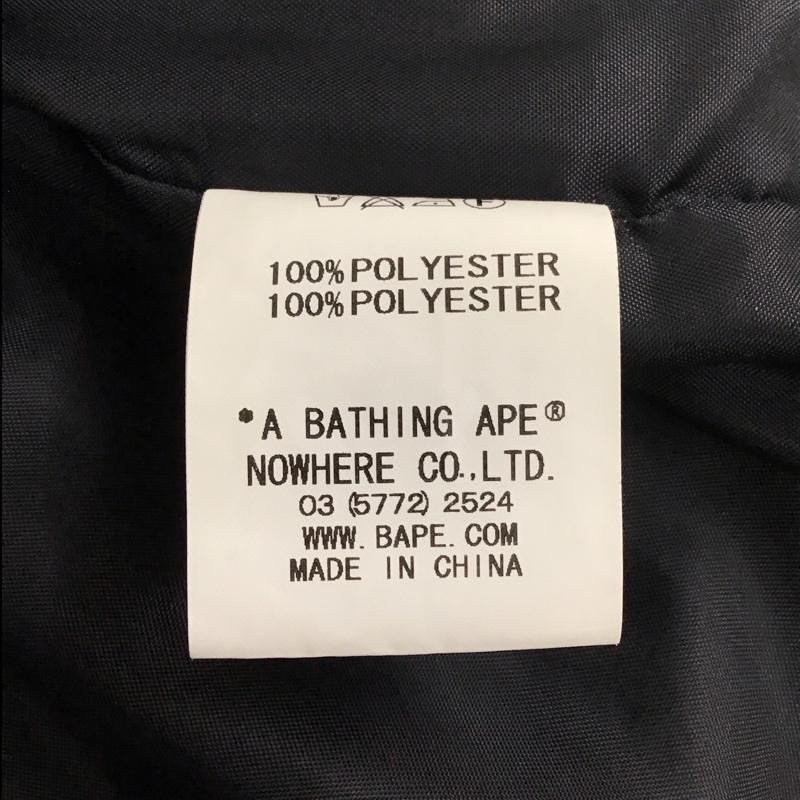 100% POLYESTER
100% POLYESTER
*A BATHING APE®
NOWHERE CO.,LTD.
03 (5772) 2524
WWW. BAPE. COM
MADE IN CHINA